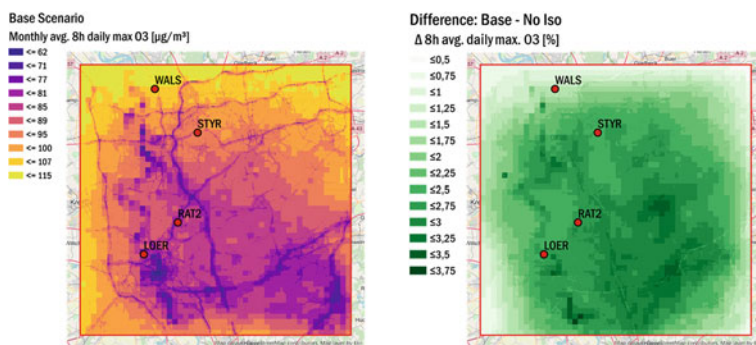 Base Scenario
Monthly avg. 8h daily max O3 [µg/m³]
<= 62
<= 71
<= 77
<= 81
<= 85
<= 89
<= 95
<= 100
<= 107
<= 115
WALS
STYR
RAT2
LOER
Difference: Base - No Iso
Δ 8h avg. daily max. O3 [%]
≤0,5
≤0,75
≤1
≤1,25
≤1,5
≤1,75
≤2
≤2,25
≤2,5
≤2,75
≤3
≤3,25
≤3,5
≤3,75
WALS
STYR
RAT2
LOER